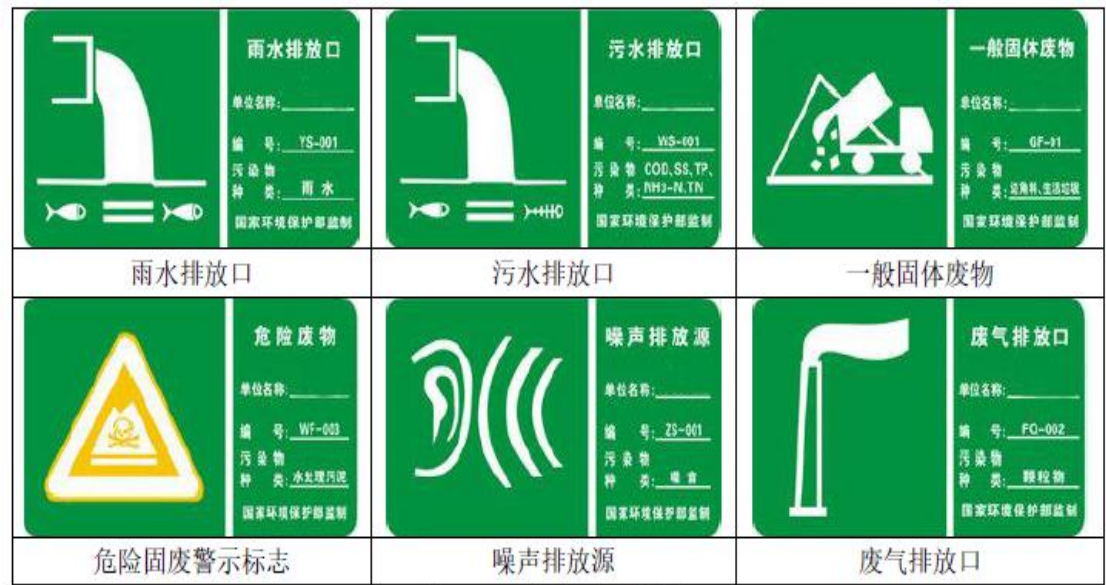 雨水排放口
单位名称:
编 号: YS-001
污染物
种 类: 雨水
国家环境保护部监制
污水排放口
单位名称:
编 号: WS-001
污染物 COD、SS、TP、
种 类: NH3-N、TN
国家环境保护部监制
一般固体废物
单位名称:
编 号: GF-01
污染物
种 类: 边角料、生活垃圾
国家环境保护部监制
雨水排放口
污水排放口
一般固体废物
危险废物
单位名称:
编 号: WF-003
污染物
种 类: 水处理污泥
国家环境保护部监制
噪声排放源
单位名称:
编 号: ZS-001
污染物
种 类: 噪音
国家环境保护部监制
废气排放口
单位名称:
编 号: FQ-002
污染物
种 类: 颗粒物
国家环境保护部监制
危险固废警示标志
噪声排放源
废气排放口